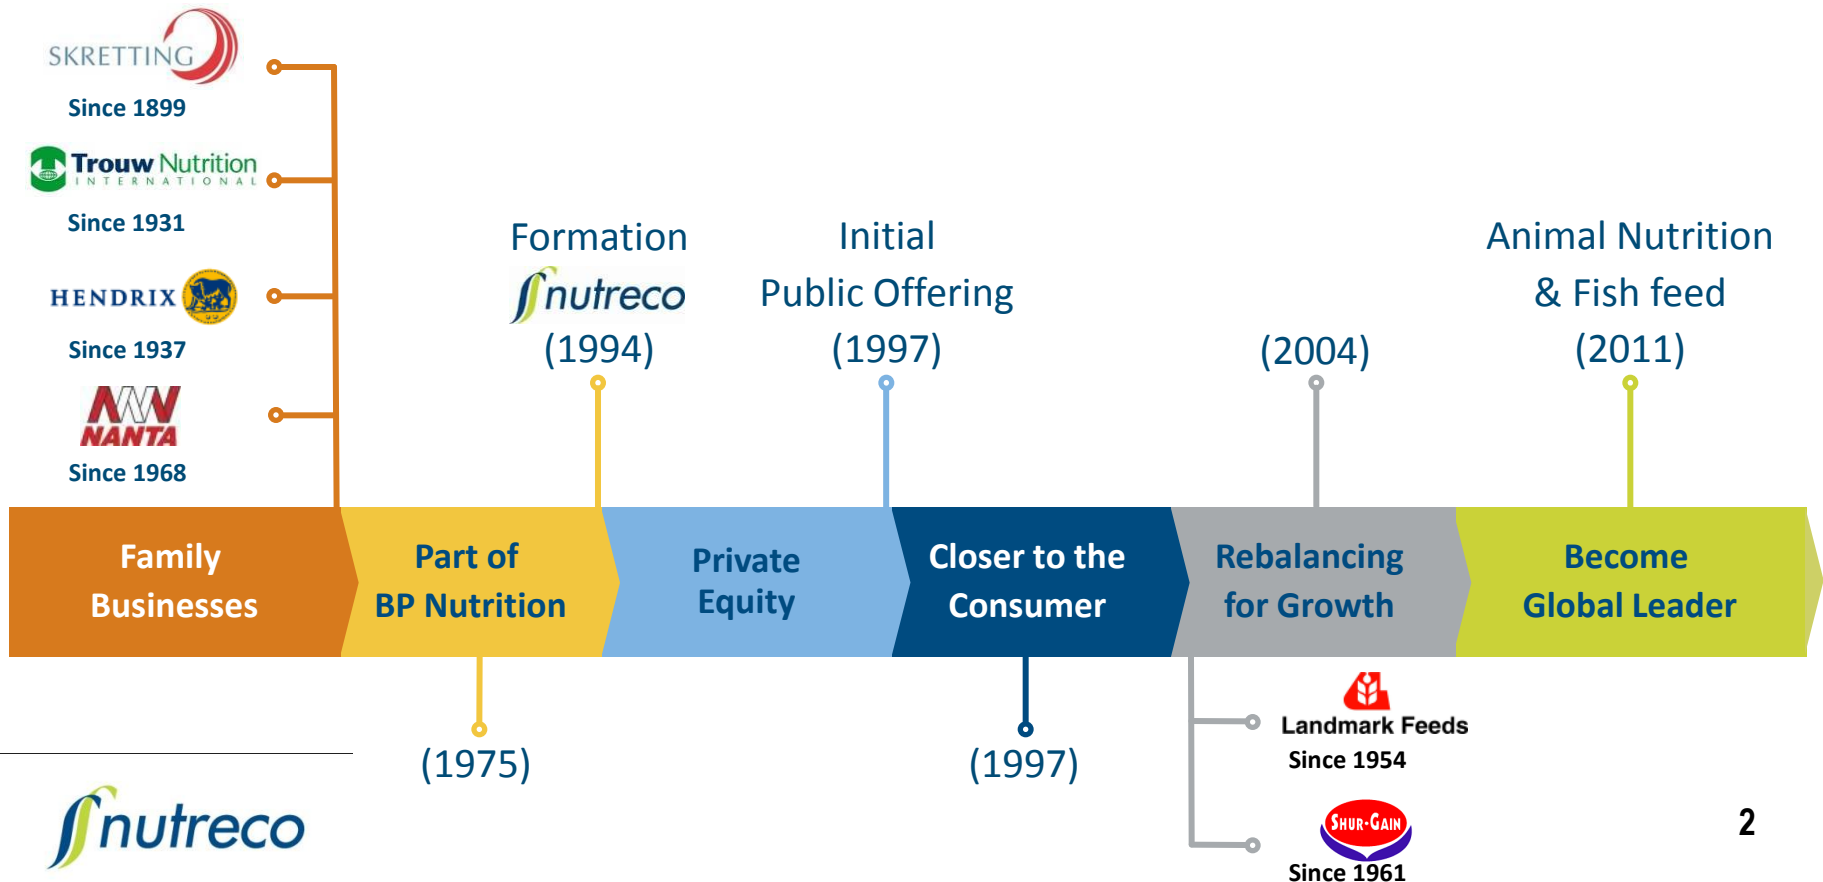 SKRETTING
Since 1899
Trouw Nutrition
INTERNATIONAL
Since 1931
HENDRIX
Since 1937
NANTA
Since 1968
Formation
nutreco
(1994)
Initial
Public Offering
(1997)
(2004)
Animal Nutrition
& Fish feed
(2011)
Family
Businesses
Part of
BP Nutrition
Private
Equity
Closer to the
Consumer
Rebalancing
for Growth
Become
Global Leader
(1975)
(1997)
Landmark Feeds
Since 1954
SHUR-GAIN
Since 1961
nutreco
2